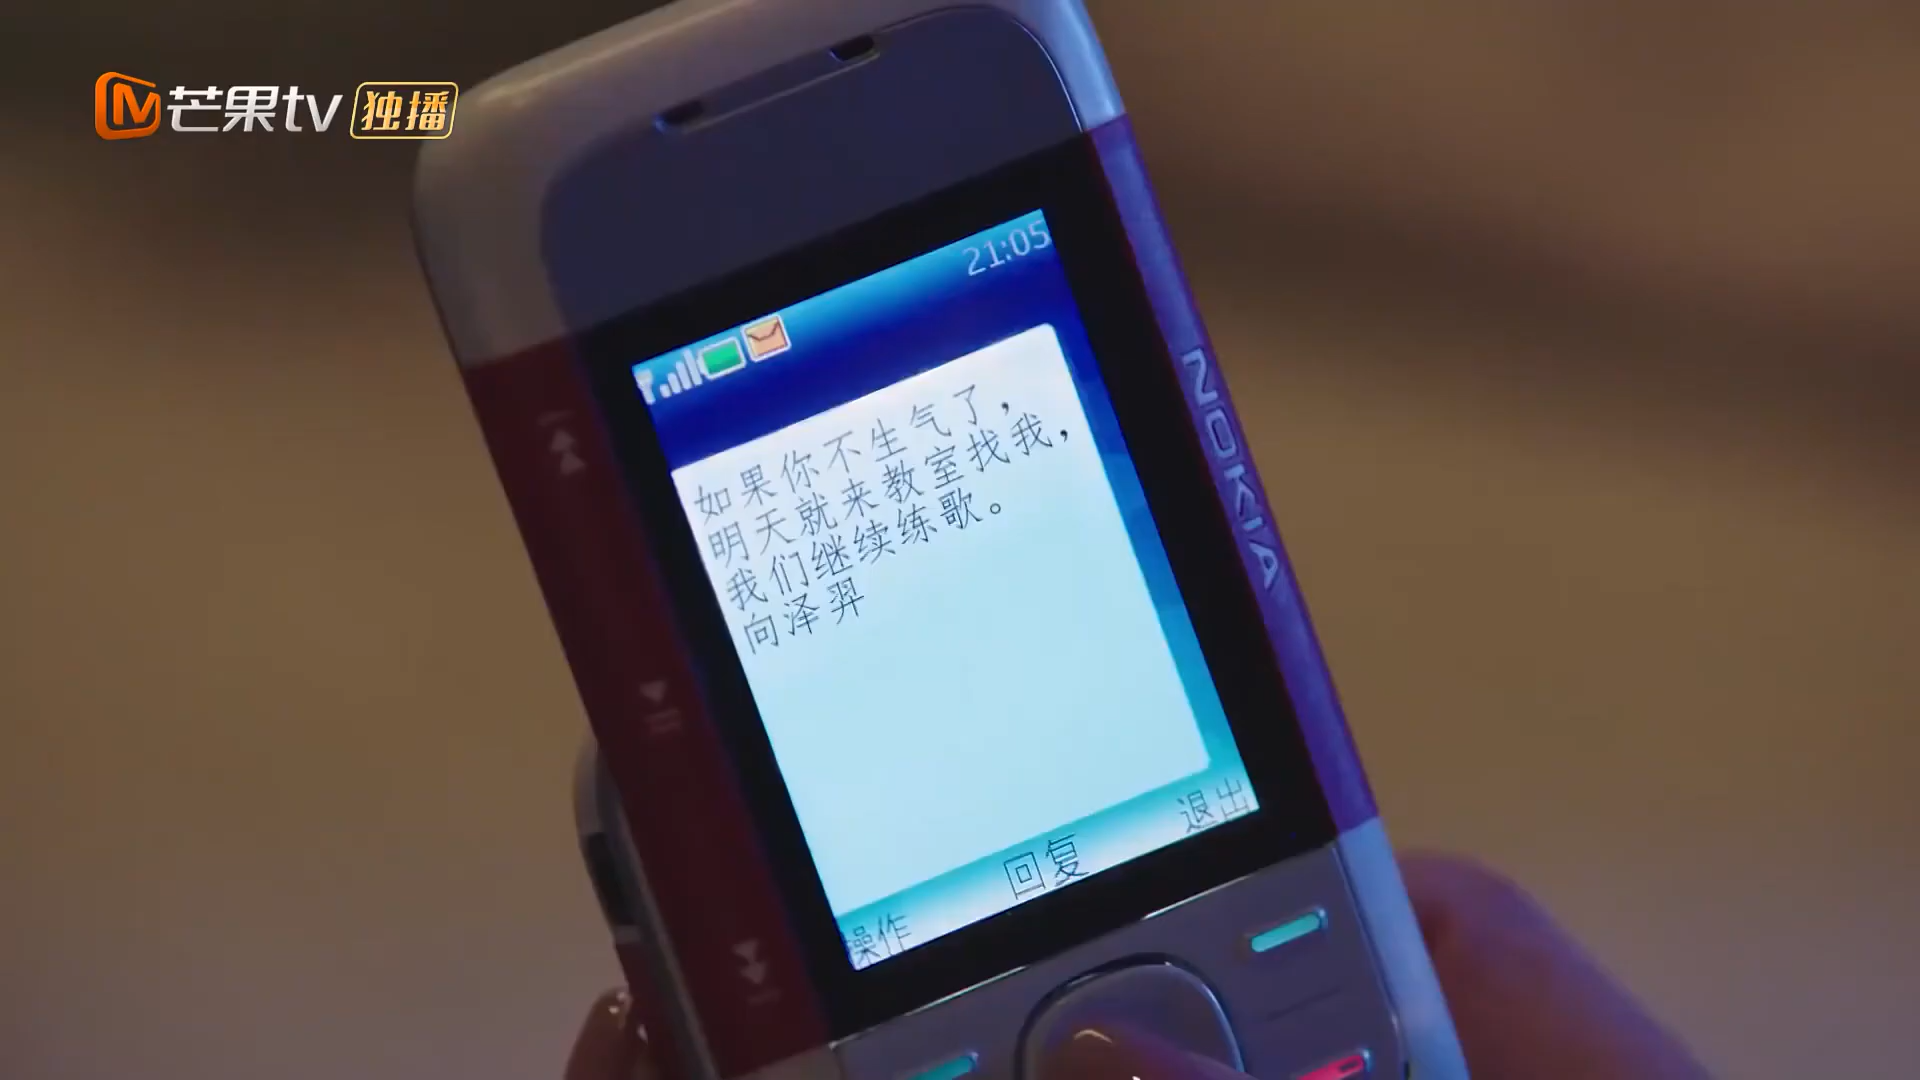 芒果tv 独播
21:05
如果你不生气了，
明天就来教室找我，
我们继续练歌。
向泽羿
操作 回复 退出
NOKIA